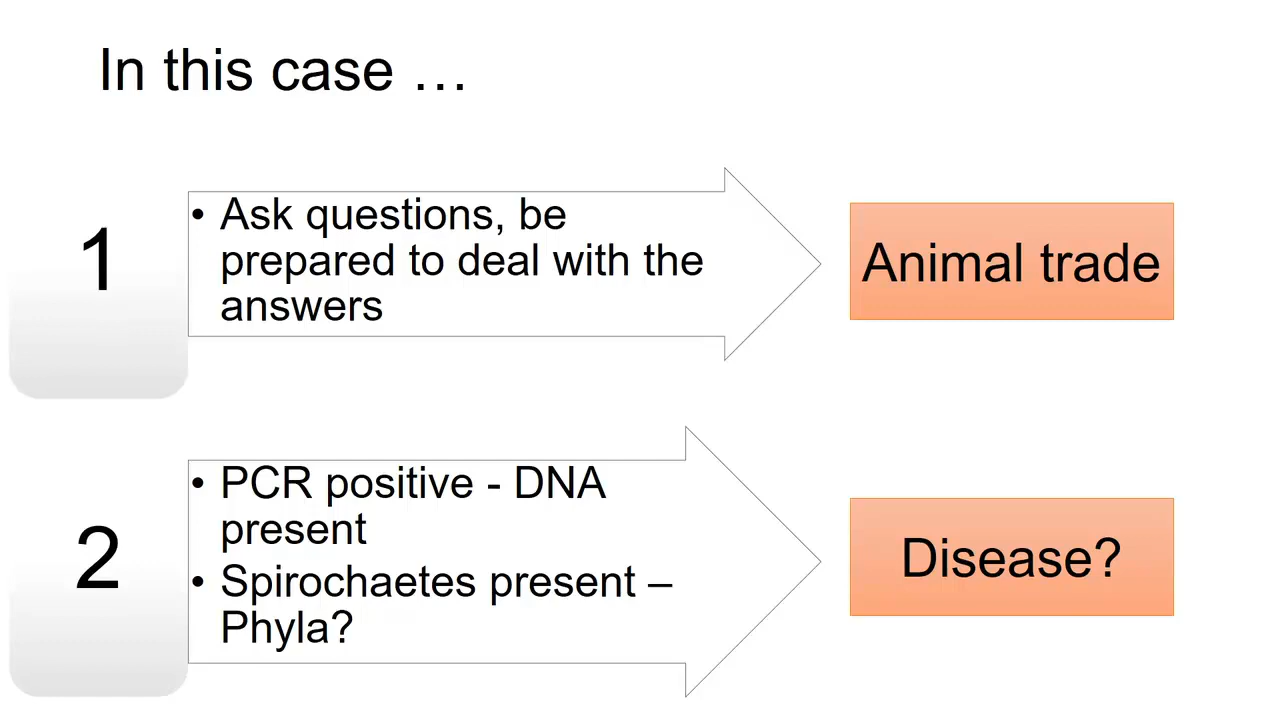 In this case …
1
• Ask questions, be
prepared to deal with the
answers
Animal trade
2
• PCR positive - DNA
present
• Spirochaetes present –
Phyla?
Disease?